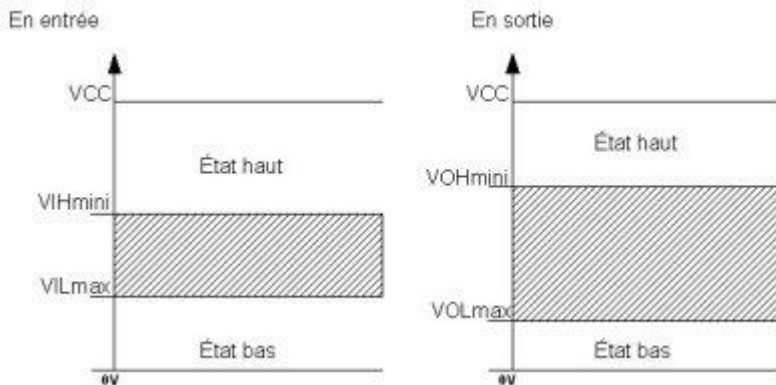 En entrée
VCC
État haut
VIHmini
VILmax
État bas
0V
En sortie
VCC
État haut
VOHmini
VOLmax
État bas
0V